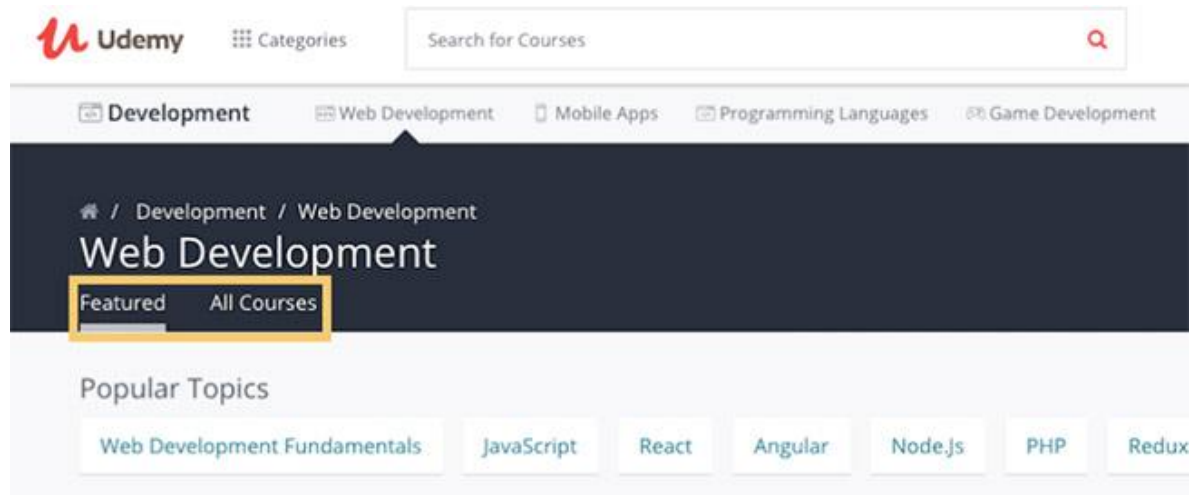 Udemy Categories Search for Courses
Development Web Development Mobile Apps Programming Languages Game Development
/ Development / Web Development
Web Development
Featured All Courses
Popular Topics
Web Development Fundamentals JavaScript React Angular Node.Js PHP Redux